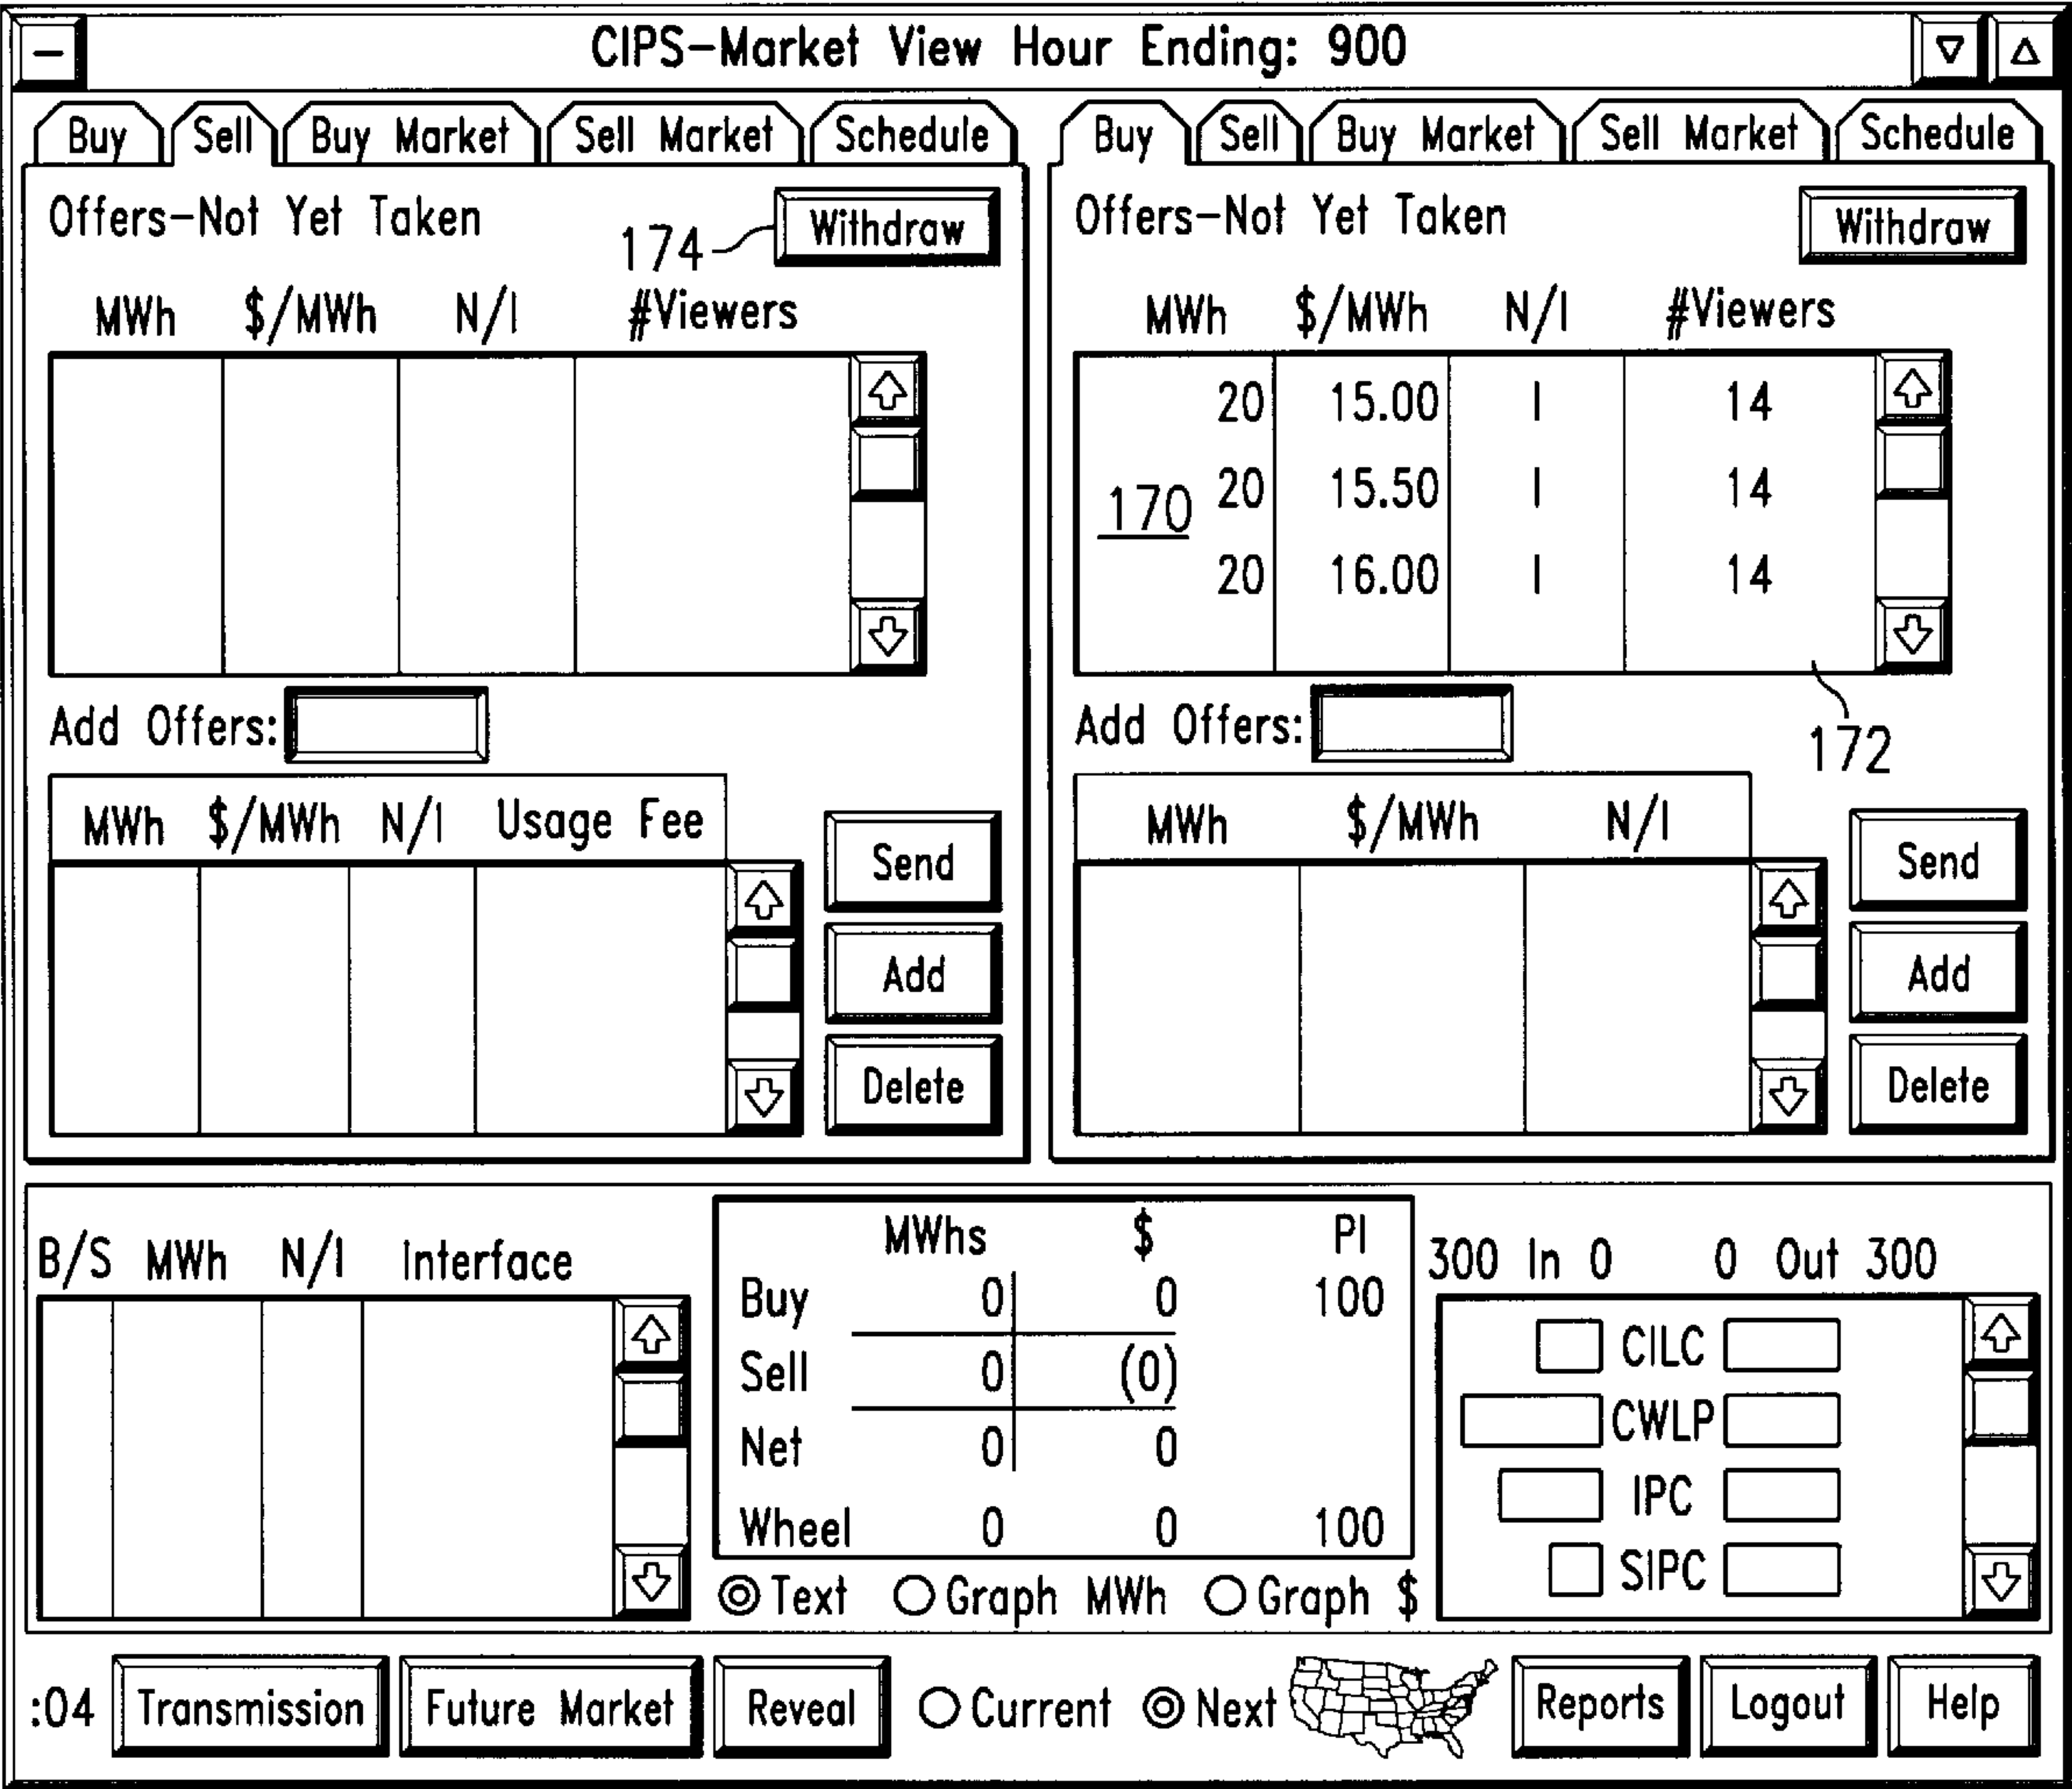 CIPS-Market View Hour Ending: 900
Buy Sell Buy Market Sell Market Schedule
Offers-Not Yet Taken
174 Withdraw
MWh $/MWh N/I #Viewers
Add Offers:
MWh $/MWh N/I Usage Fee
Send
Add
Delete
Buy Sell Buy Market Sell Market Schedule
Offers-Not Yet Taken
Withdraw
MWh $/MWh N/I #Viewers
20 15.00 I 14
20 15.50 I 14
170
20 16.00 I 14
Add Offers:
172
MWh $/MWh N/I
Send
Add
Delete
B/S MWh N/I Interface
MWhs $ PI
Buy 0 0 100
Sell 0 (0)
Net 0 0
Wheel 0 0 100
Text Graph MWh Graph $
300 In 0 0 Out 300
CILC
CWLP
IPC
SIPC
:04 Transmission Future Market Reveal Current Next Reports Logout Help